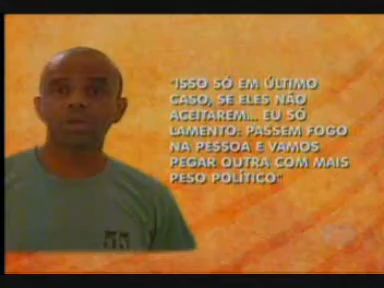 "ISSO SÓ EM ÚLTIMO
CASO, SE ELES NÃO
ACEITAREM... EU SÓ
LAMENTO: PASSEM FOGO
NA PESSOA E VAMOS
PEGAR OUTRA COM MAIS
PESO POLÍTICO"